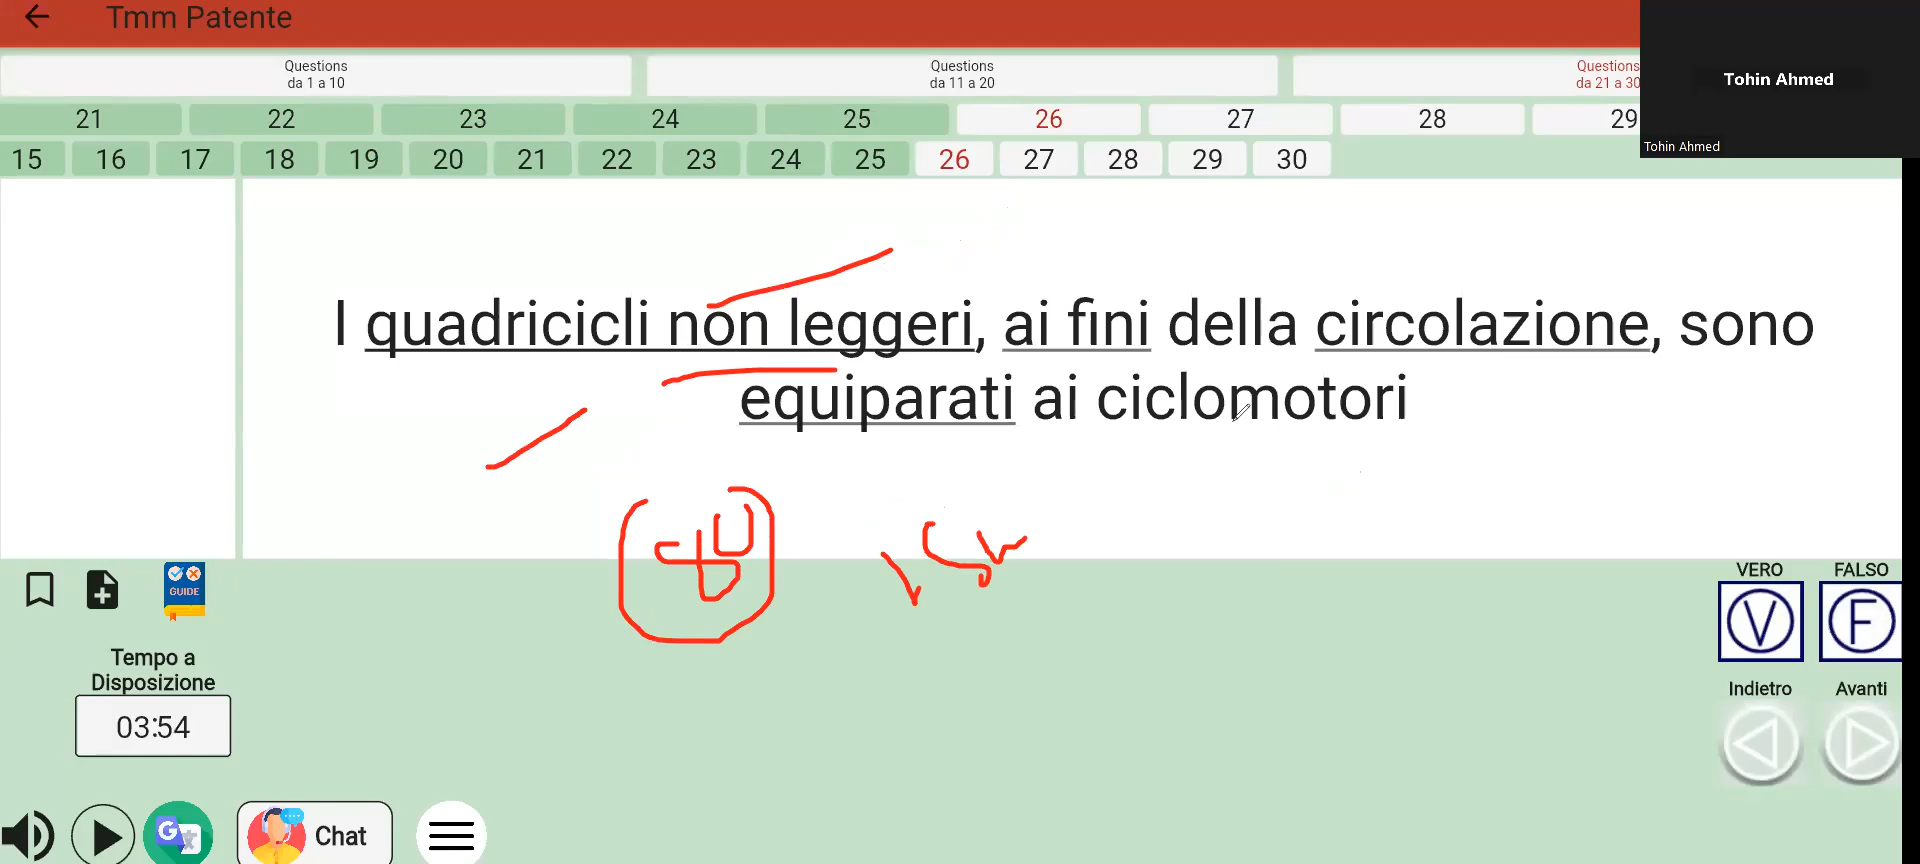 Tmm Patente
Questions
da 1 a 10
Questions
da 11 a 20
Questions
da 21 a 30
Tohin Ahmed
Tohin Ahmed
21 22 23 24 25 26 27 28 29
15 16 17 18 19 20 21 22 23 24 25 26 27 28 29 30
I quadricicli non leggeri, ai fini della circolazione, sono
equiparati ai ciclomotori
GUIDE
VERO FALSO
V F
Tempo a
Disposizione
03:54
Indietro Avanti
G
Chat